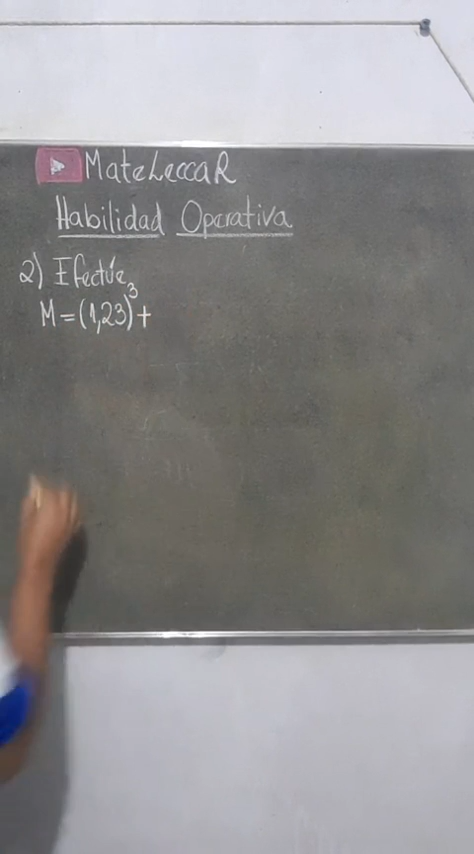 MateLeccaR
Habilidad Operativa
2) Efectúe
M=(1,23)³+